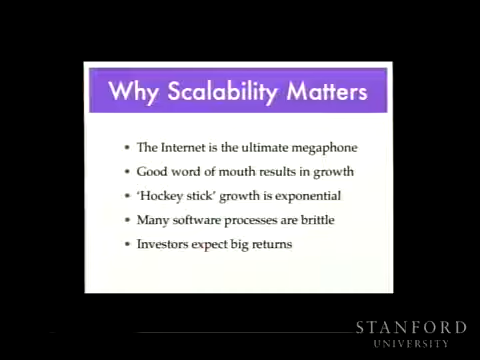 Why Scalability Matters
• The Internet is the ultimate megaphone
• Good word of mouth results in growth
• 'Hockey stick' growth is exponential
• Many software processes are brittle
• Investors expect big returns
STANFORD
UNIVERSITY